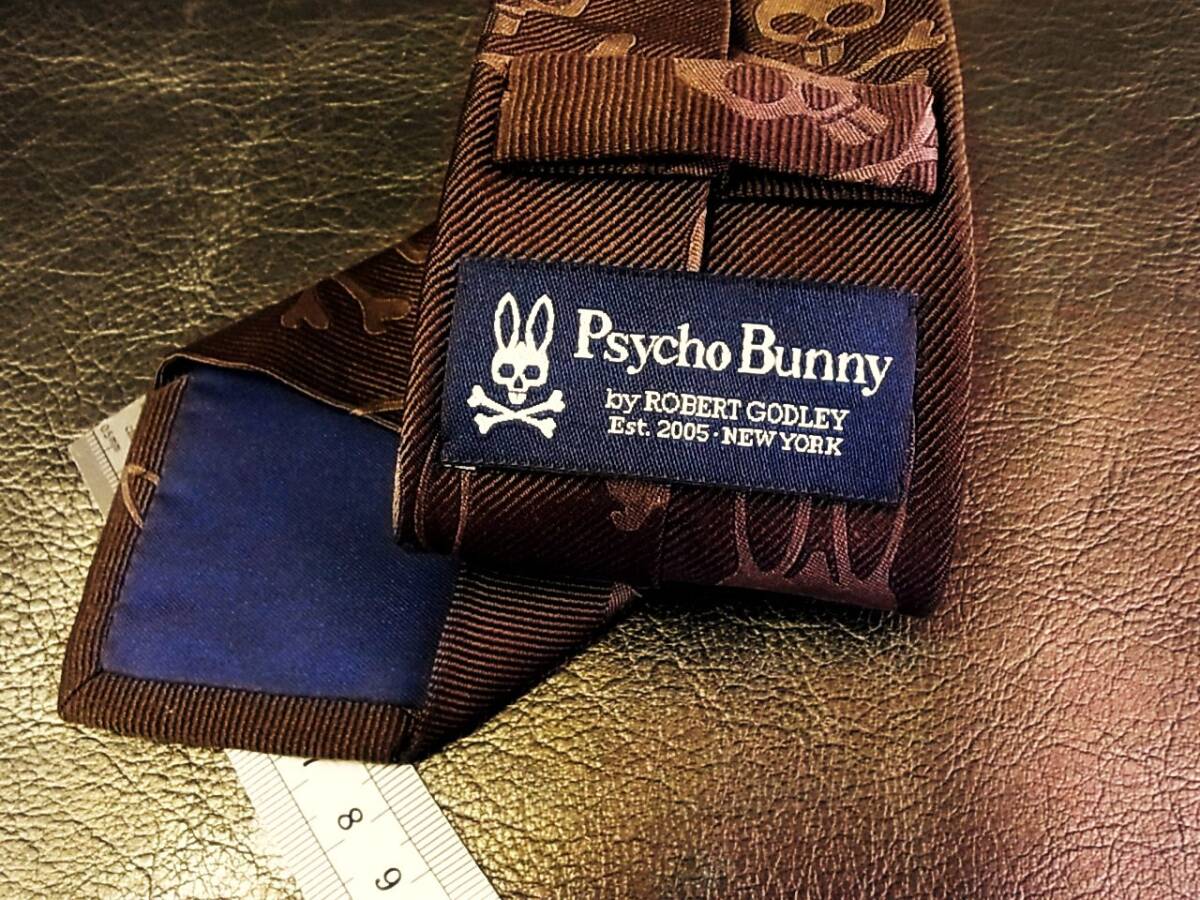 Psycho Bunny
by ROBERT GODLEY
Est. 2005·NEW YORK
8
9